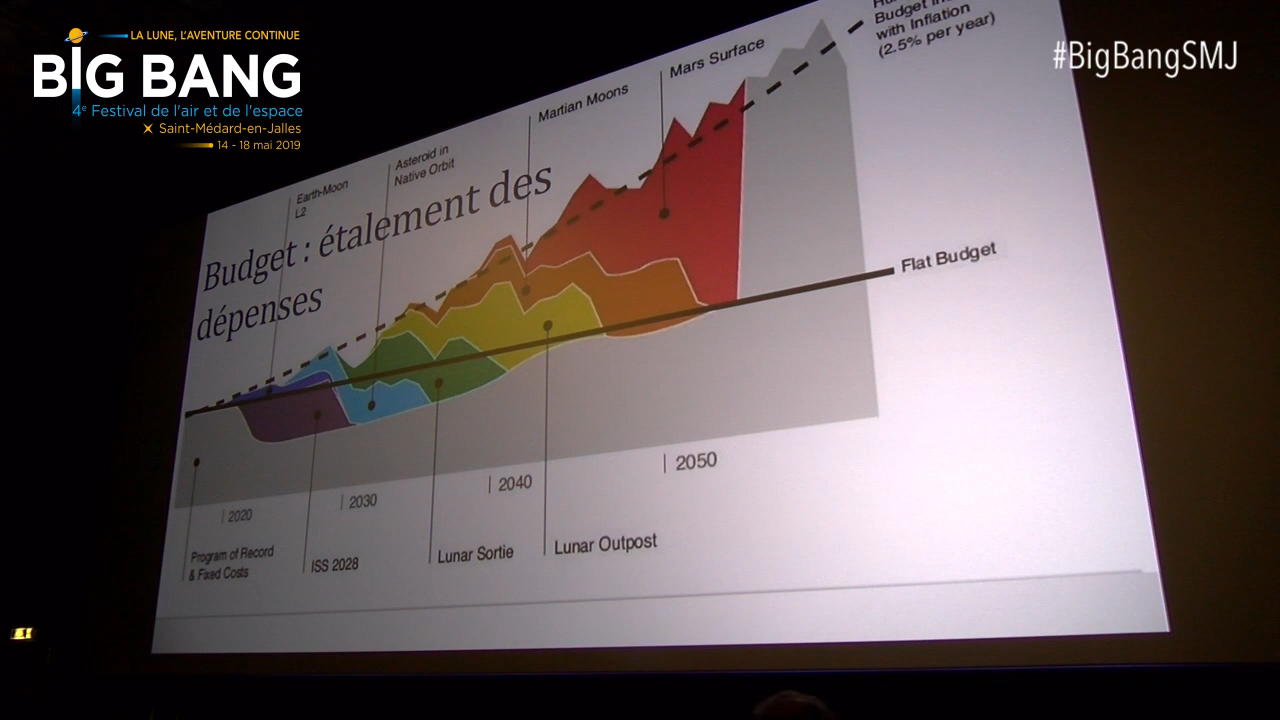 LA LUNE, L'AVENTURE CONTINUE
BIG BANG
4e Festival de l'air et de l'espace
Saint-Médard-en-Jalles
14 - 18 mai 2019
#BigBangSMJ
Budget
with Inflation
(2.5% per year)
Mars Surface
Martian Moons
Asteroid in
Native Orbit
Earth-Moon
L2
Budget : étalement des
dépenses
Flat Budget
2020
2030
2040
2050
Program of Record
& Fixed Costs
ISS 2028
Lunar Sortie
Lunar Outpost